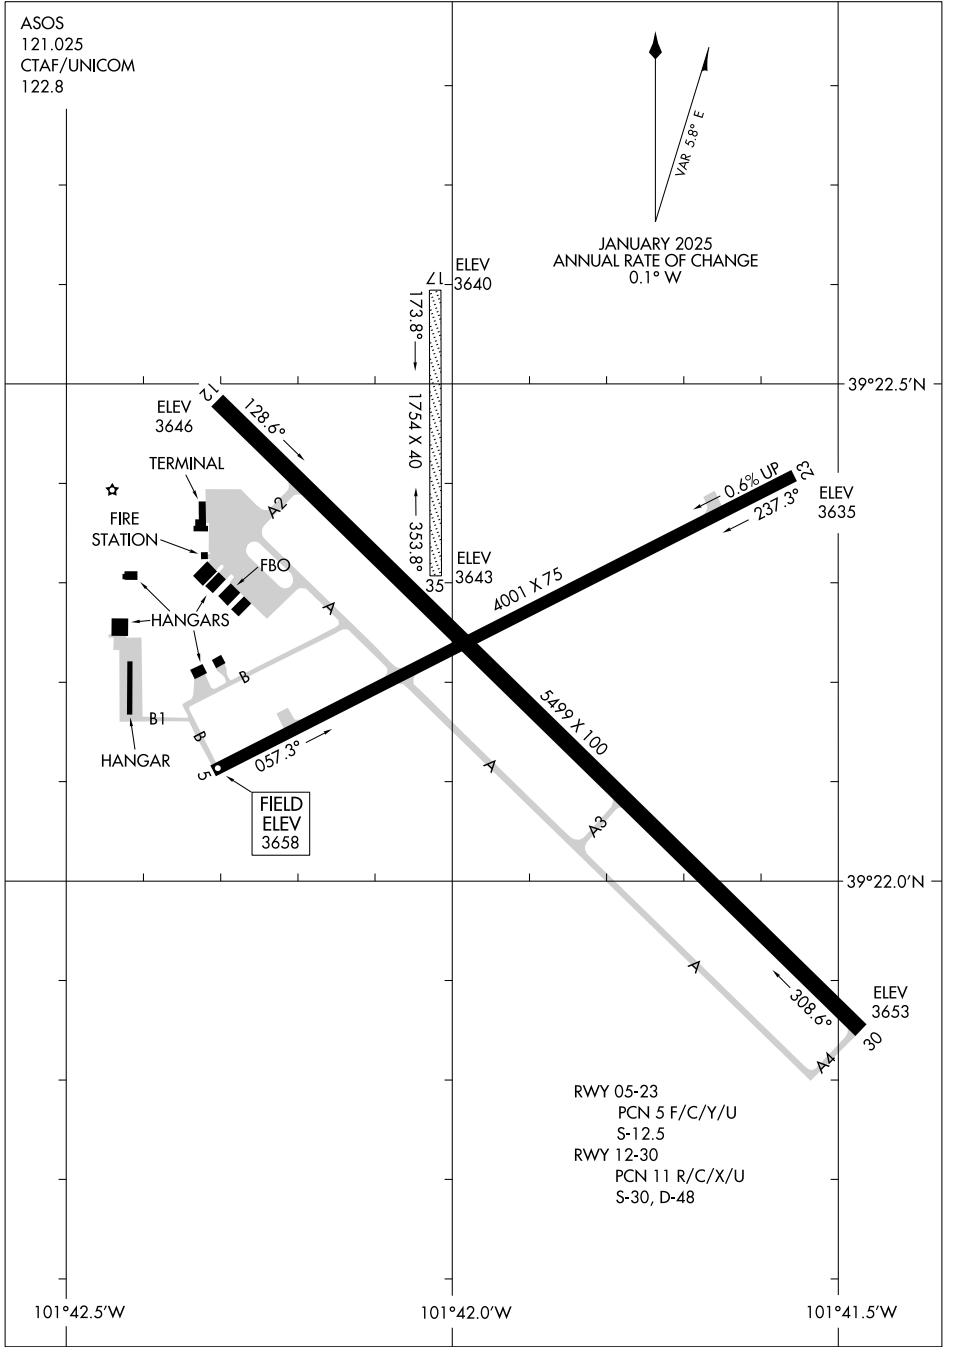 ASOS
121.025
CTAF/UNICOM
122.8
VAR 5.8° E
JANUARY 2025
ANNUAL RATE OF CHANGE
0.1° W
17
ELEV
3640
173.8°
1754 X 40
353.8°
35
ELEV
3643
39°22.5'N
12
ELEV
3646
128.6°
TERMINAL
A2
FIRE
STATION
FBO
HANGARS
A
B
B1
B
HANGAR
5
057.3°
FIELD
ELEV
3658
0.6% UP
237.3°
23
ELEV
3635
4001 X 75
5499 X 100
A
A3
39°22.0'N
A
308.6°
ELEV
3653
30
A4
RWY 05-23
PCN 5 F/C/Y/U
S-12.5
RWY 12-30
PCN 11 R/C/X/U
S-30, D-48
101°42.5'W
101°42.0'W
101°41.5'W